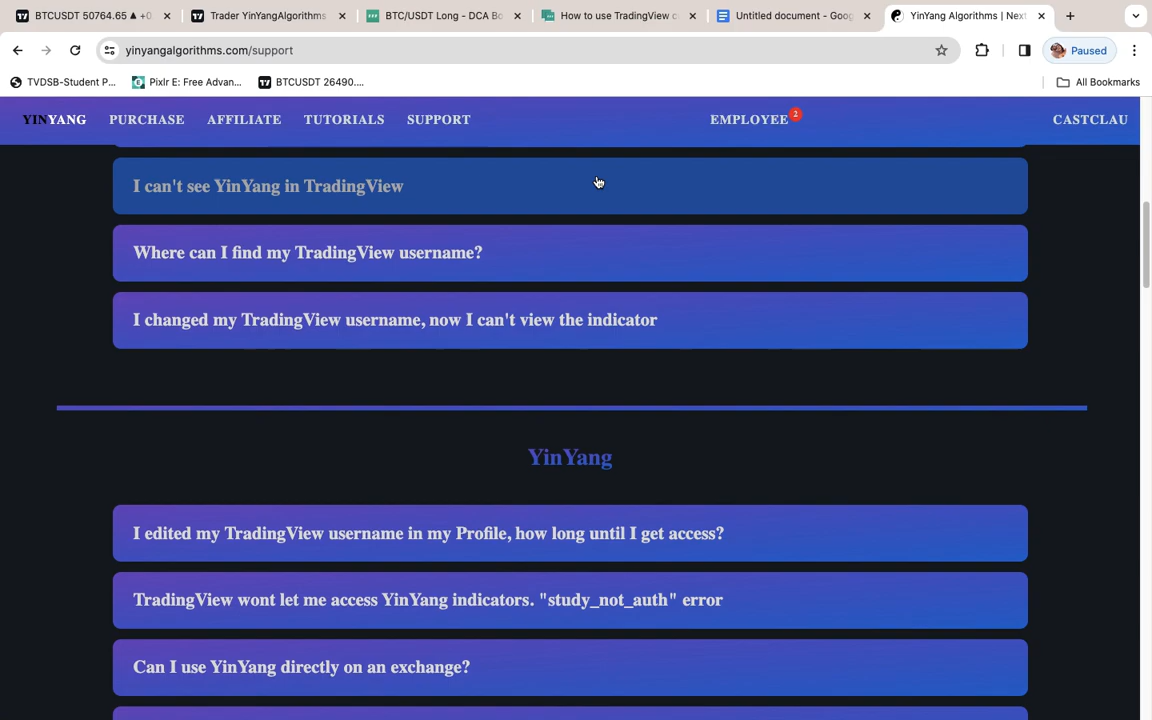 BTCUSDT 50764.65 ▲ +0
Trader YinYangAlgorithms
BTC/USDT Long - DCA Bo
How to use TradingView c
Untitled document - Goog
YinYang Algorithms | Next
yinyangalgorithms.com/support
Paused
TVDSB-Student P...
Pixlr E: Free Advan...
BTCUSDT 26490....
All Bookmarks
YINYANG PURCHASE AFFILIATE TUTORIALS SUPPORT EMPLOYEE 2 CASTCLAU
I can't see YinYang in TradingView
Where can I find my TradingView username?
I changed my TradingView username, now I can't view the indicator
YinYang
I edited my TradingView username in my Profile, how long until I get access?
TradingView wont let me access YinYang indicators. "study_not_auth" error
Can I use YinYang directly on an exchange?